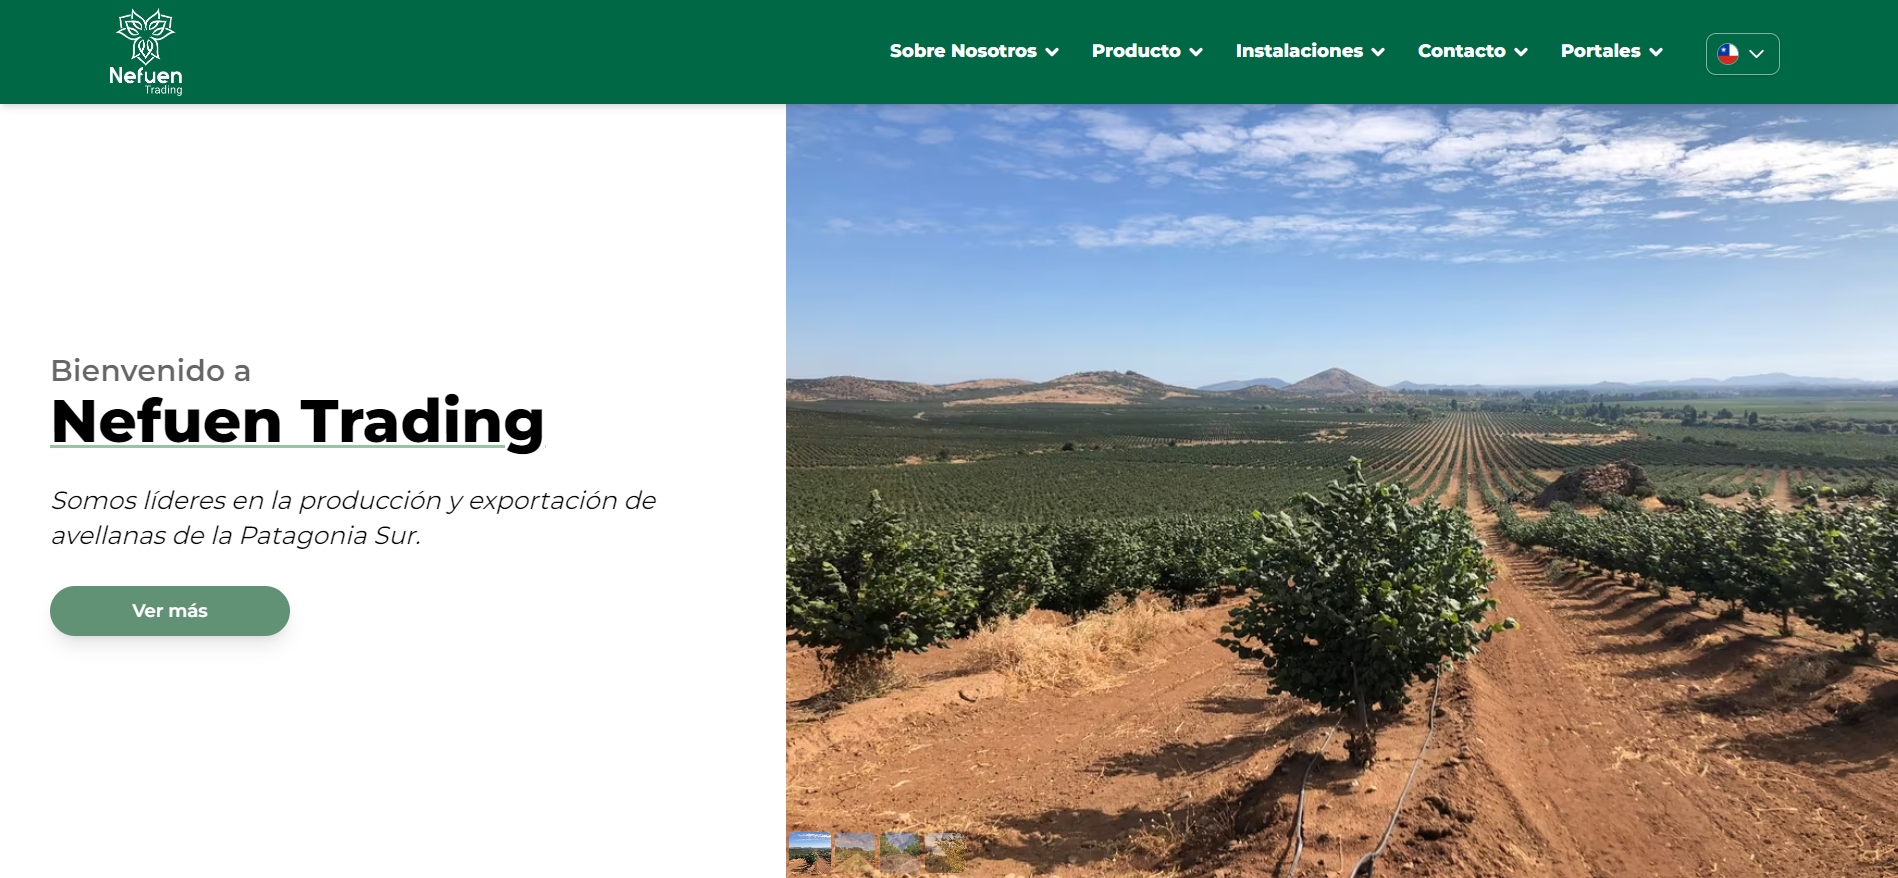 Nefuen
Trading
Sobre Nosotros
Producto
Instalaciones
Contacto
Portales
Bienvenido a
Nefuen Trading
Somos líderes en la producción y exportación de
avellanas de la Patagonia Sur.
Ver más